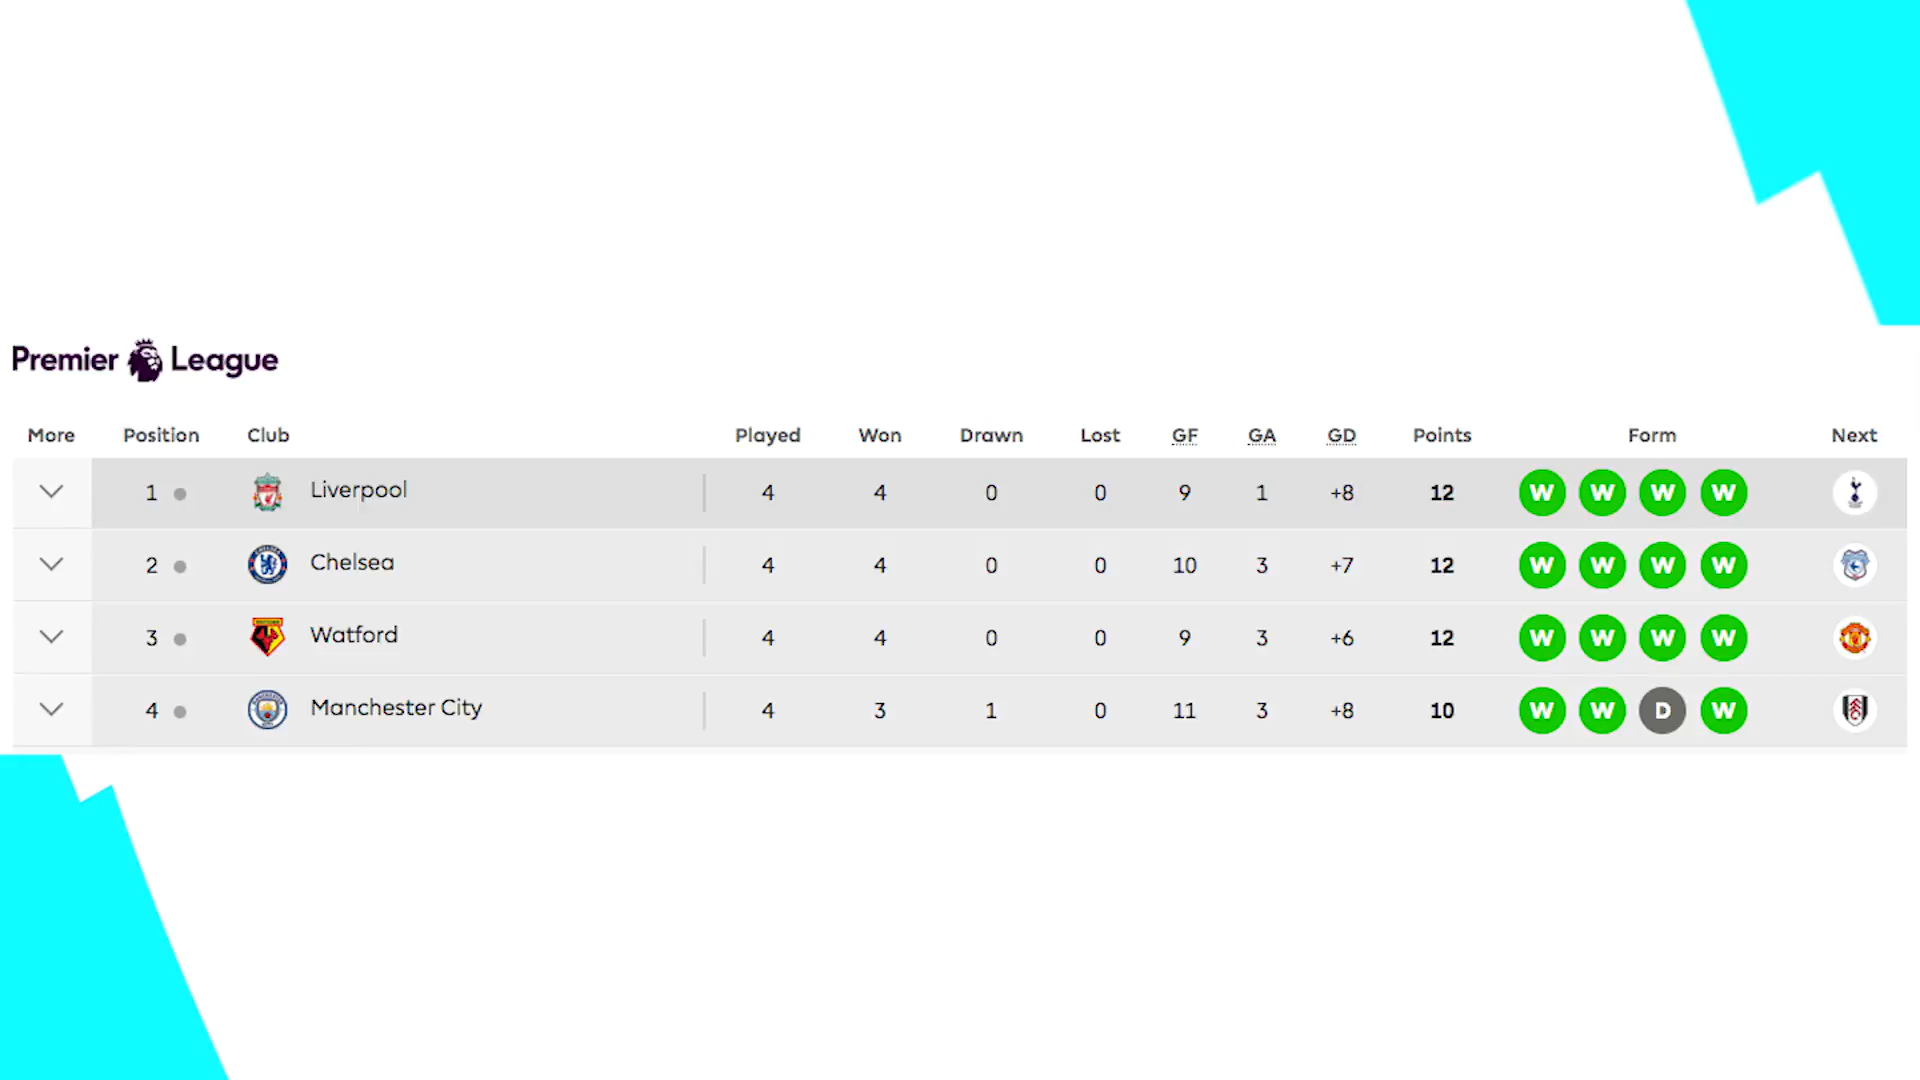 Premier League
More Position Club Played Won Drawn Lost GF GA GD Points Form Next
1 Liverpool 4 4 0 0 9 1 +8 12 W W W W
2 Chelsea 4 4 0 0 10 3 +7 12 W W W W
3 Watford 4 4 0 0 9 3 +6 12 W W W W
4 Manchester City 4 3 1 0 11 3 +8 10 W W D W